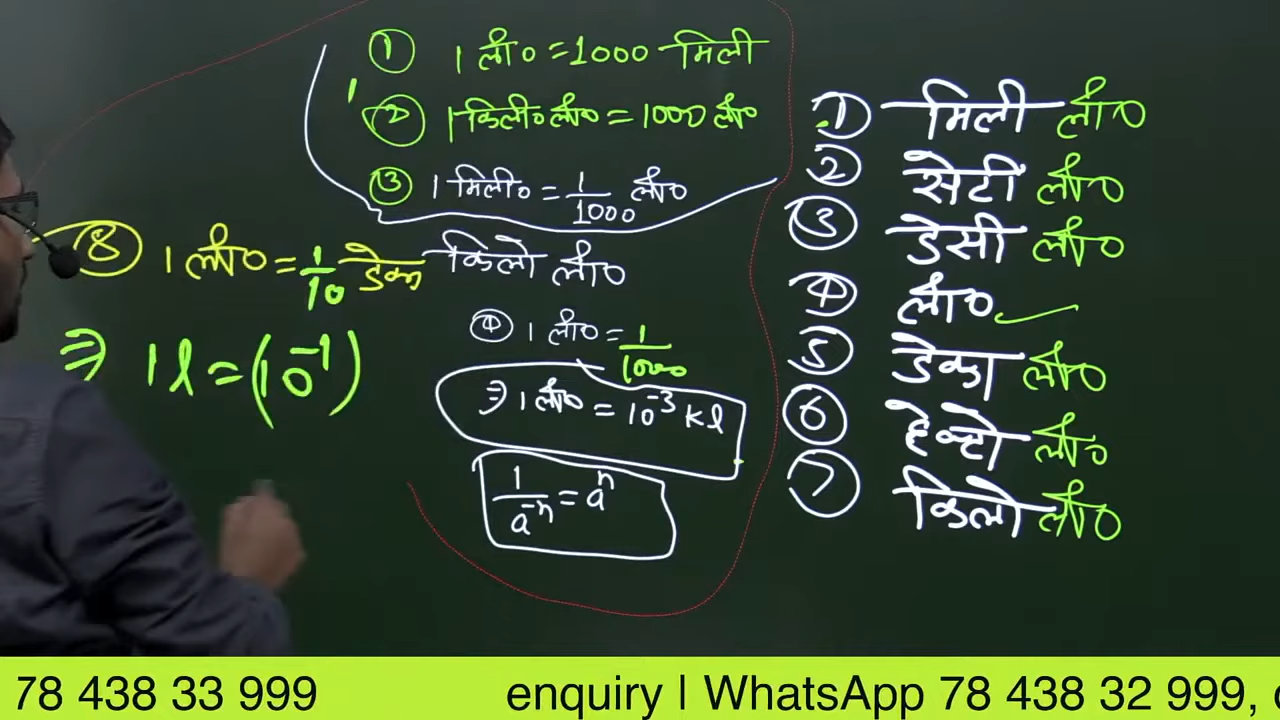 ① 1 ली० = 1000 मिली
② 1 किली० ली० = 1000 ली०
③ 1 मिली० = 1/1000 ली०
किलो ली०
④ 1 ली० = 1/1000
⇒ 1 ली० = 10⁻³ kl
1/a⁻ⁿ = aⁿ
⑧ 1 ली० = 1/10 डेका
⇒ 1 l = (10⁻¹)
① मिली ली०
② सेटी ली०
③ डेसी ली०
④ ली०
⑤ डेका ली०
⑥ हेक्टो ली०
⑦ किलो ली०
78 438 33 999 enquiry | WhatsApp 78 438 32 999,